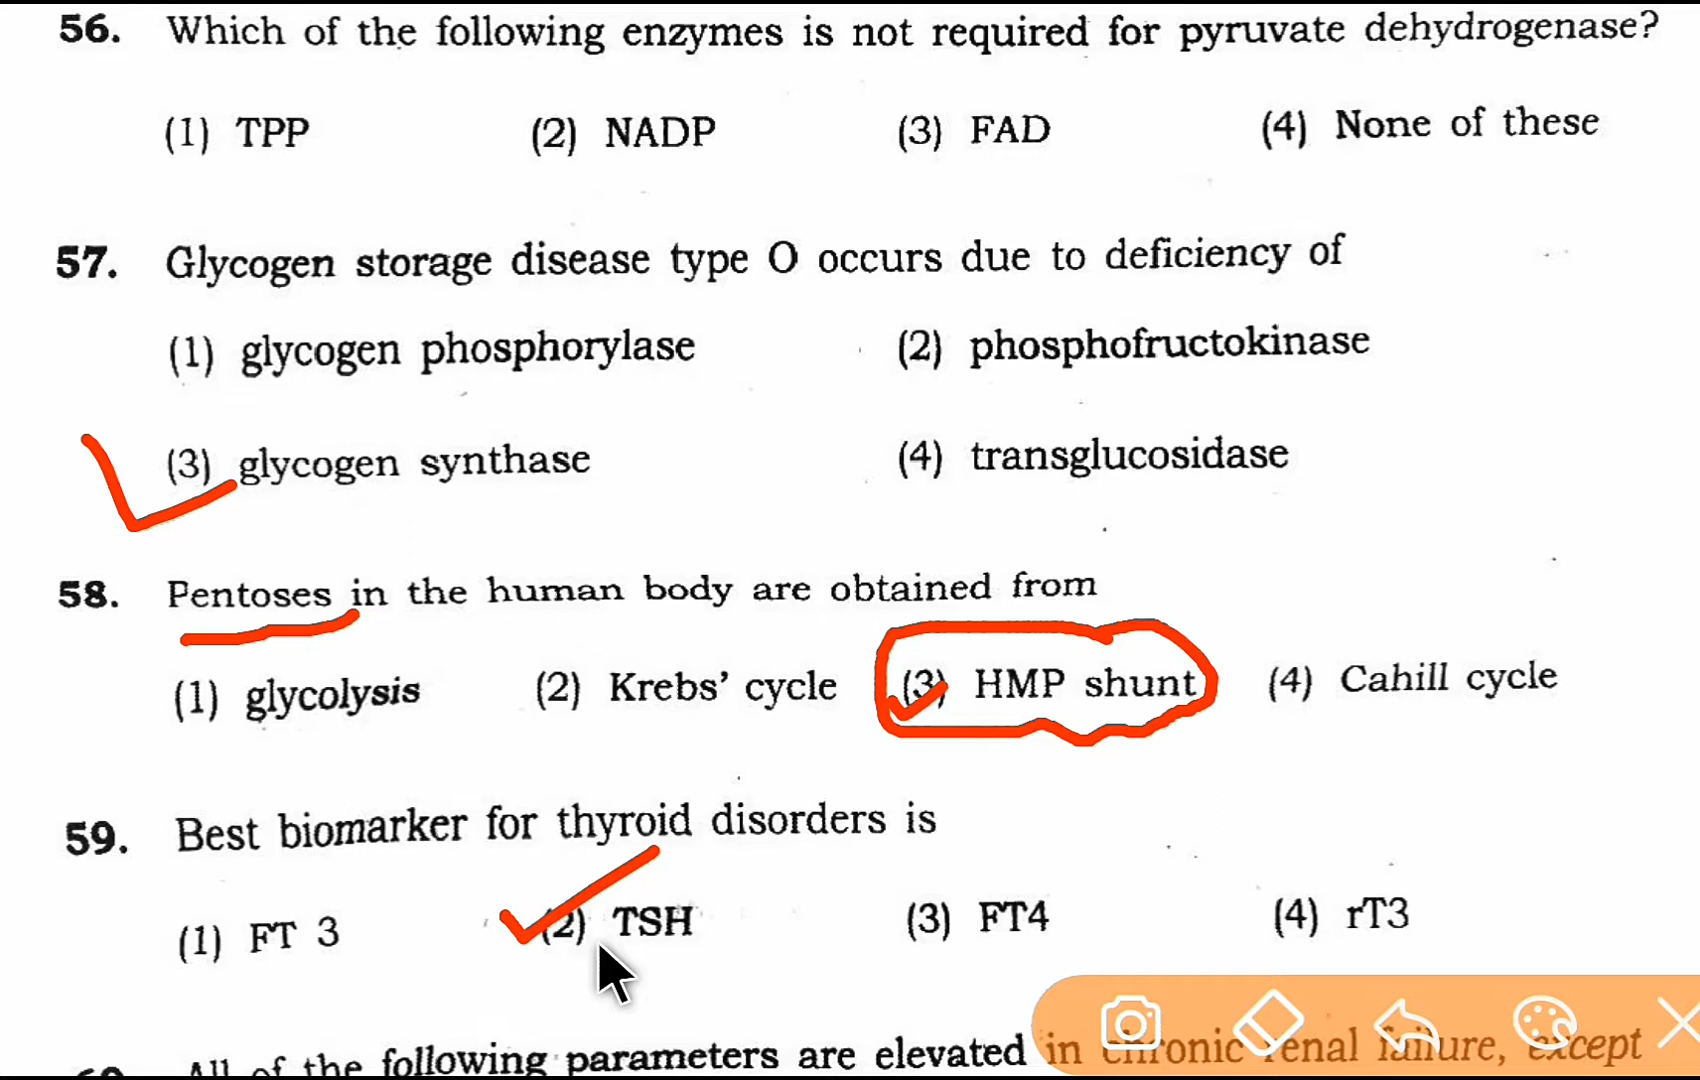 56. Which of the following enzymes is not required for pyruvate dehydrogenase?
(1) TPP (2) NADP (3) FAD (4) None of these
57. Glycogen storage disease type O occurs due to deficiency of
(1) glycogen phosphorylase (2) phosphofructokinase
(3) glycogen synthase (4) transglucosidase
58. Pentoses in the human body are obtained from
(1) glycolysis (2) Krebs' cycle (3) HMP shunt (4) Cahill cycle
59. Best biomarker for thyroid disorders is
(1) FT 3 (2) TSH (3) FT4 (4) rT3
All of the following parameters are elevated in chronic renal failure, except